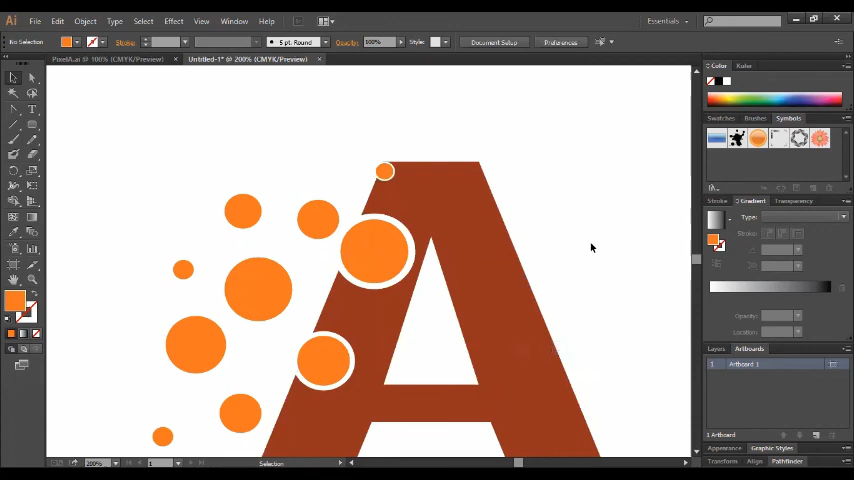 Ai File Edit Object Type Select Effect View Window Help Essentials
No Selection Stroke: 5 pt. Round Opacity: 100% Style: Document Setup Preferences
PixelA.ai @ 100% (CMYK/Preview) × Untitled-1* @ 200% (CMYK/Preview) ×
Color Kuler
Swatches Brushes Symbols
Stroke Gradient Transparency
Type:
Stroke:
A
Opacity:
Location:
Layers Artboards
1 Artboard 1
1 Artboard
Appearance Graphic Styles
Transform Align Pathfinder
200% 1 Selection